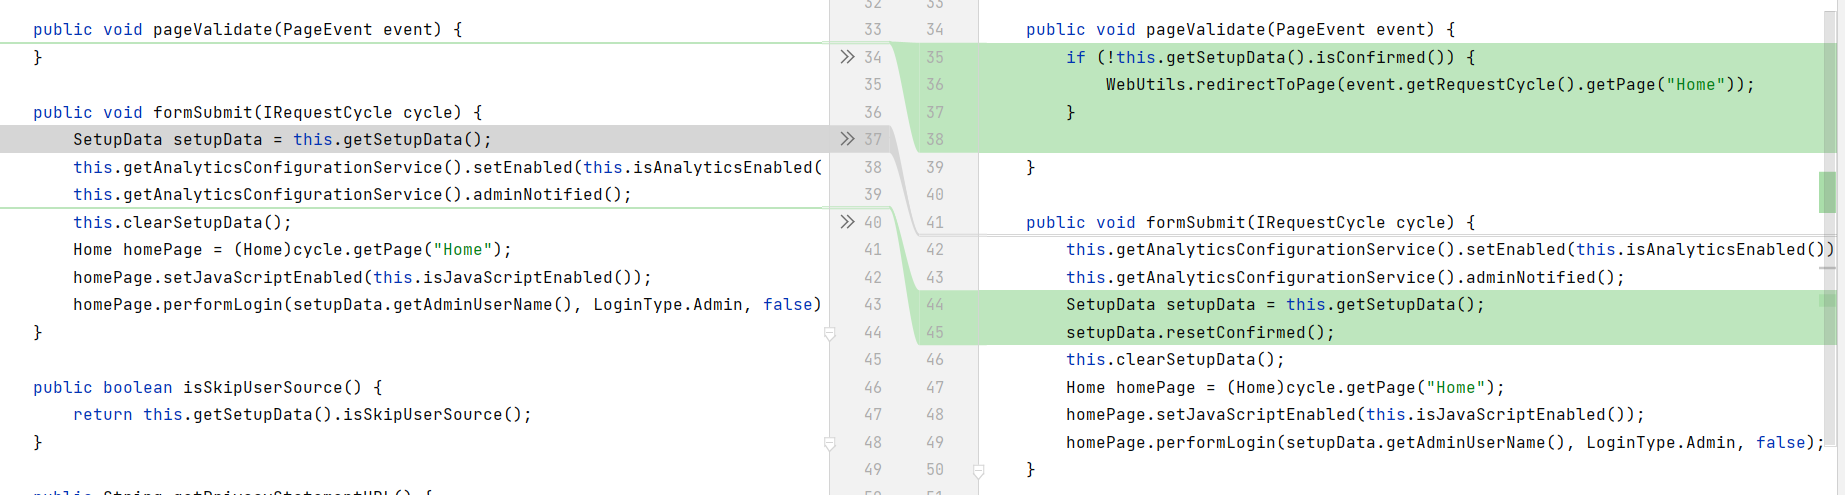 public void pageValidate(PageEvent event) {
}
public void formSubmit(IRequestCycle cycle) {
SetupData setupData = this.getSetupData();
this.getAnalyticsConfigurationService().setEnabled(this.isAnalyticsEnabled(
this.getAnalyticsConfigurationService().adminNotified();
this.clearSetupData();
Home homePage = (Home)cycle.getPage("Home");
homePage.setJavaScriptEnabled(this.isJavaScriptEnabled());
homePage.performLogin(setupData.getAdminUserName(), LoginType.Admin, false)
}
public boolean isSkipUserSource() {
return this.getSetupData().isSkipUserSource();
}
public String getPrivacyStatementURL() {
32 33
33 34
34 35
35 36
36 37
37 38
38 39
39 40
40 41
41 42
42 43
43 44
44 45
45 46
46 47
47 48
48 49
49 50
50 51
public void pageValidate(PageEvent event) {
if (!this.getSetupData().isConfirmed()) {
WebUtils.redirectToPage(event.getRequestCycle().getPage("Home"));
}
}
public void formSubmit(IRequestCycle cycle) {
this.getAnalyticsConfigurationService().setEnabled(this.isAnalyticsEnabled())
this.getAnalyticsConfigurationService().adminNotified();
SetupData setupData = this.getSetupData();
setupData.resetConfirmed();
this.clearSetupData();
Home homePage = (Home)cycle.getPage("Home");
homePage.setJavaScriptEnabled(this.isJavaScriptEnabled());
homePage.performLogin(setupData.getAdminUserName(), LoginType.Admin, false);
}